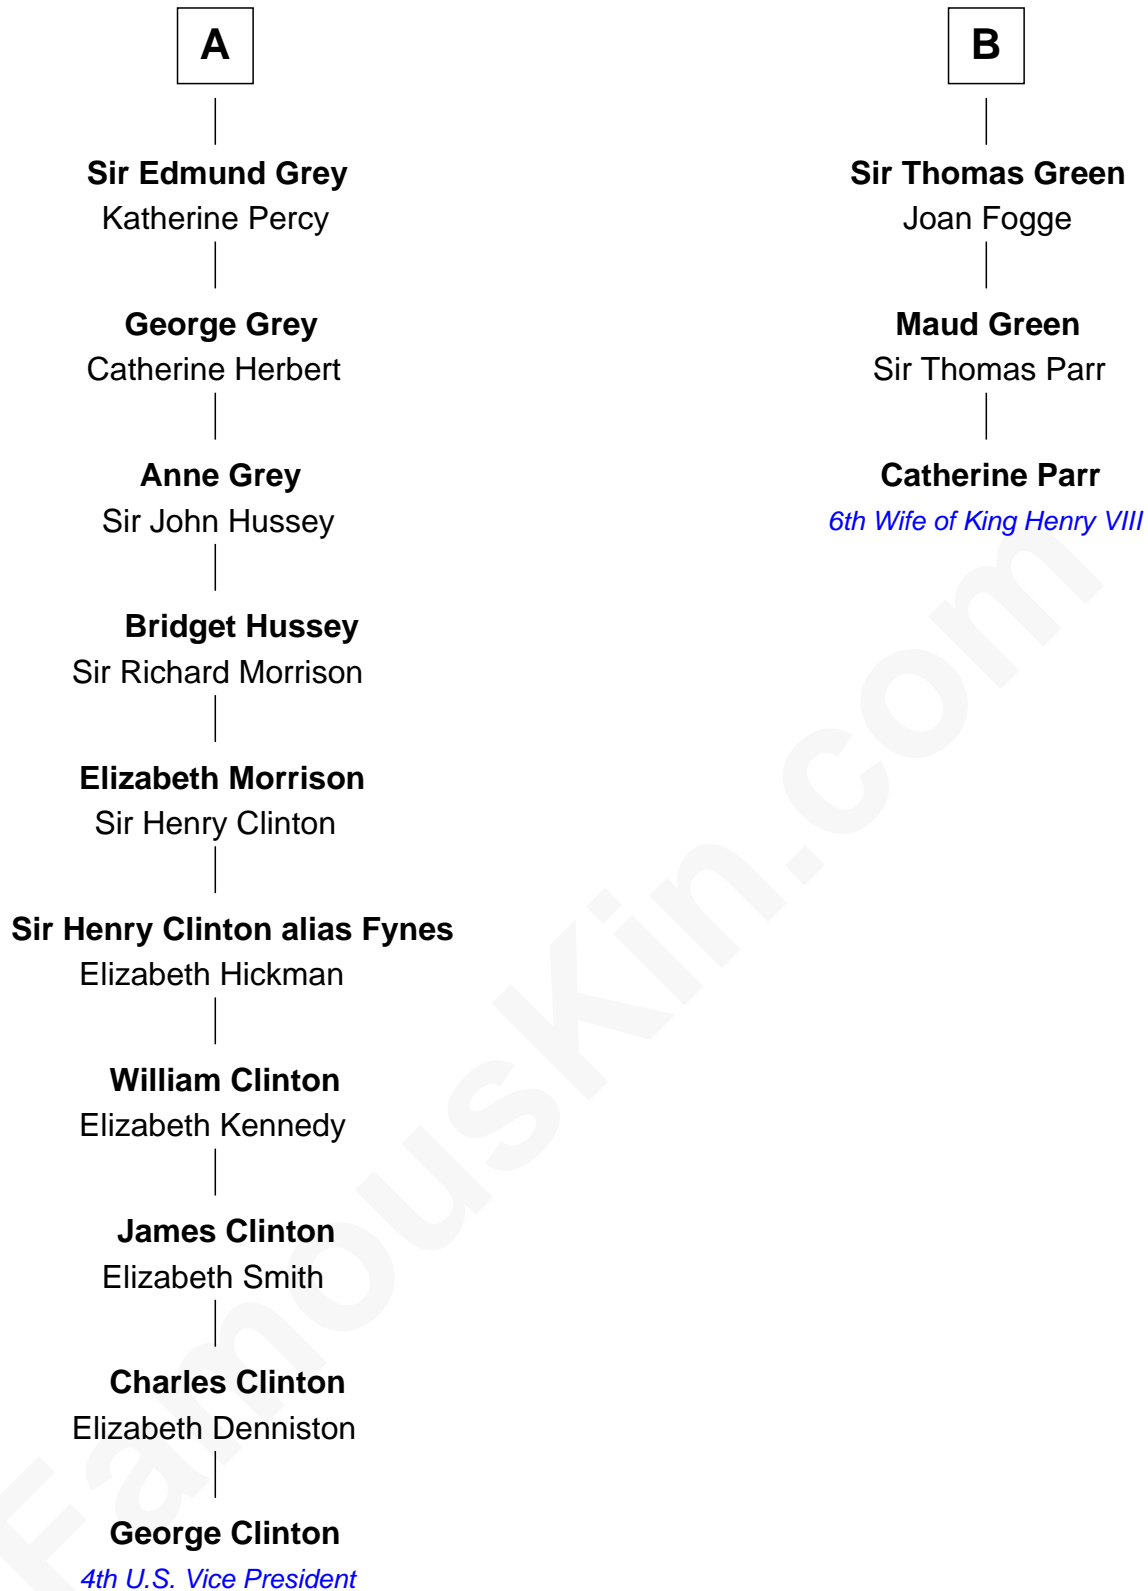 A
Sir Edmund Grey
Katherine Percy
George Grey
Catherine Herbert
Anne Grey
Sir John Hussey
Bridget Hussey
Sir Richard Morrison
Elizabeth Morrison
Sir Henry Clinton
Sir Henry Clinton alias Fynes
Elizabeth Hickman
William Clinton
Elizabeth Kennedy
James Clinton
Elizabeth Smith
Charles Clinton
Elizabeth Denniston
George Clinton
4th U.S. Vice President
B
Sir Thomas Green
Joan Fogge
Maud Green
Sir Thomas Parr
Catherine Parr
6th Wife of King Henry VIII
FamousKin.com